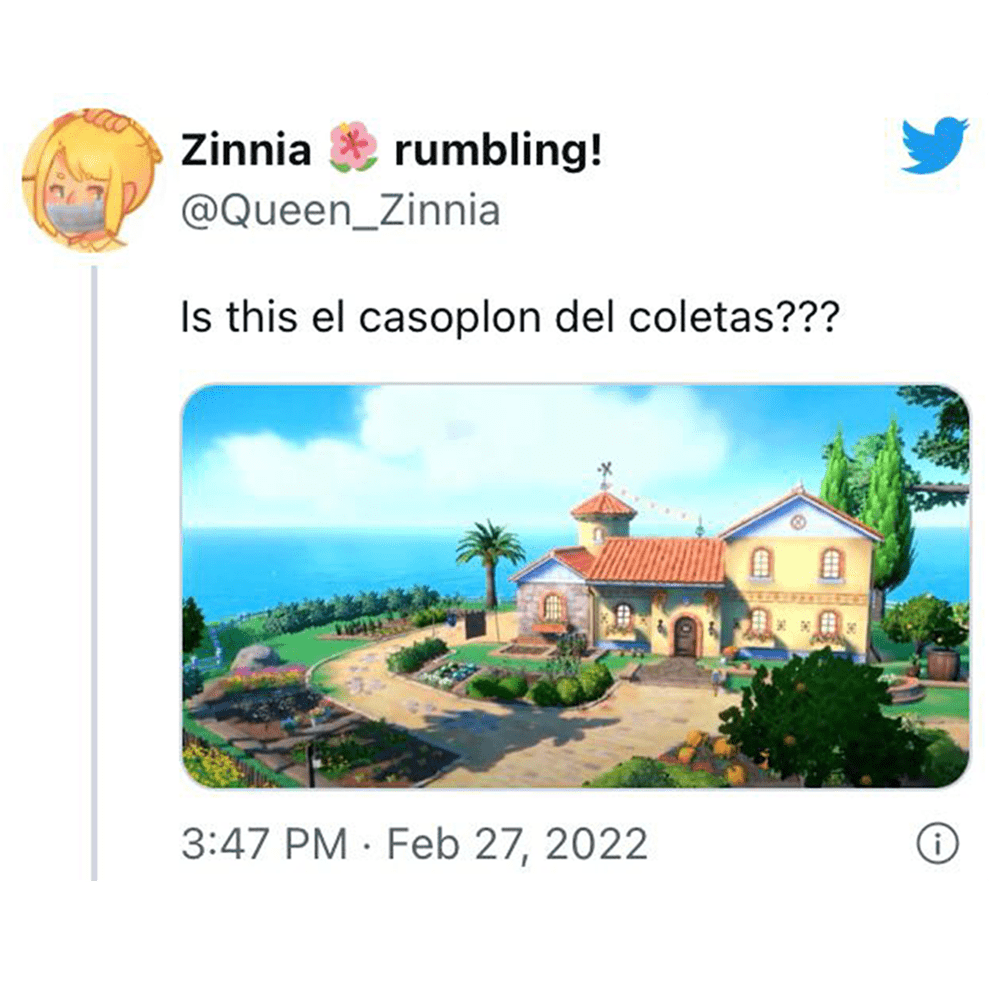 Zinnia 🌺 rumbling!
@Queen_Zinnia
Is this el casoplon del coletas???
3:47 PM · Feb 27, 2022